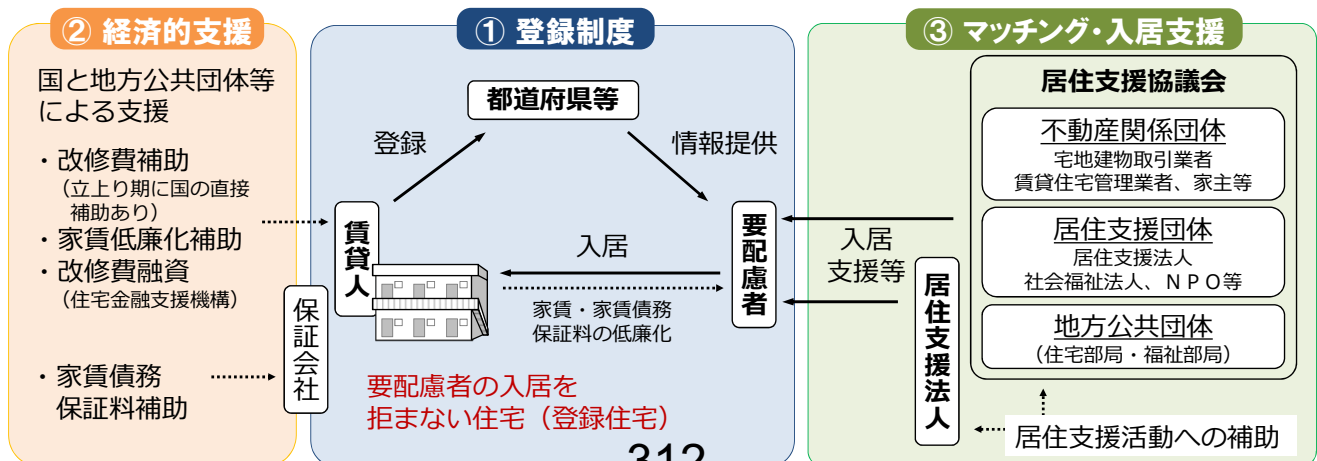 ② 経済的支援
国と地方公共団体等
による支援
・改修費補助
（立上り期に国の直接
補助あり）
・家賃低廉化補助
・改修費融資
（住宅金融支援機構）
・家賃債務
保証料補助
保証会社
① 登録制度
都道府県等
登録
情報提供
賃貸人
要配慮者
入居
家賃・家賃債務
保証料の低廉化
要配慮者の入居を
拒まない住宅（登録住宅）
312
③ マッチング・入居支援
入居
支援等
居住支援法人
居住支援協議会
不動産関係団体
宅地建物取引業者
賃貸住宅管理業者、家主等
居住支援団体
居住支援法人
社会福祉法人、ＮＰＯ等
地方公共団体
（住宅部局・福祉部局）
居住支援活動への補助